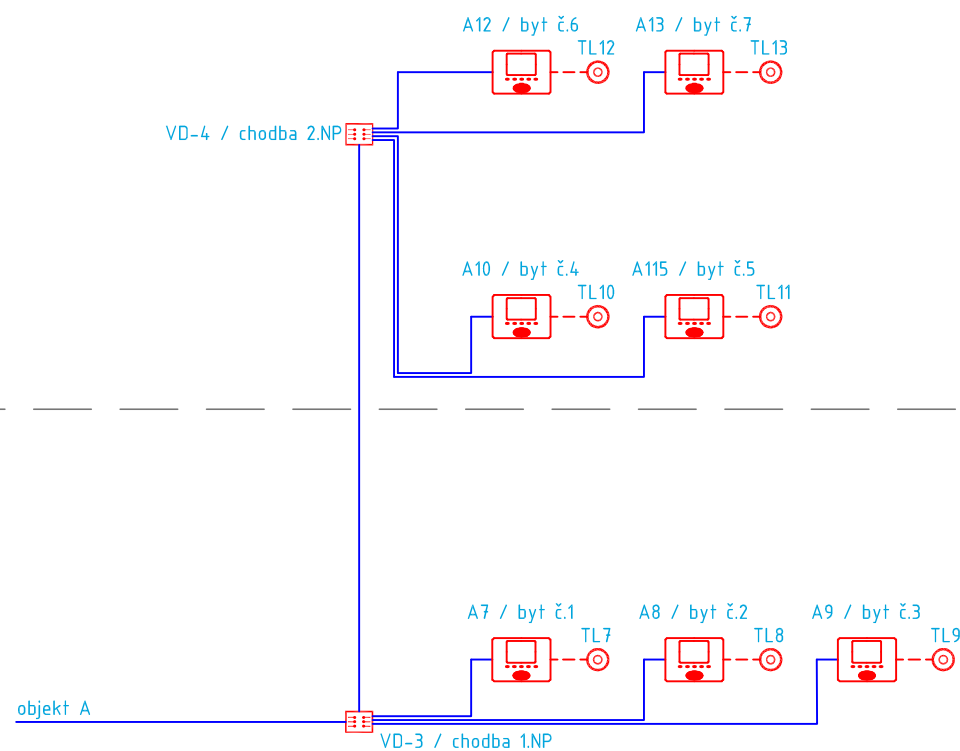 A12 / byt č.6
A13 / byt č.7
TL12
TL13
VD-4 / chodba 2.NP
A10 / byt č.4
A115 / byt č.5
TL10
TL11
A7 / byt č.1
A8 / byt č.2
A9 / byt č.3
TL7
TL8
TL9
objekt A
VD-3 / chodba 1.NP